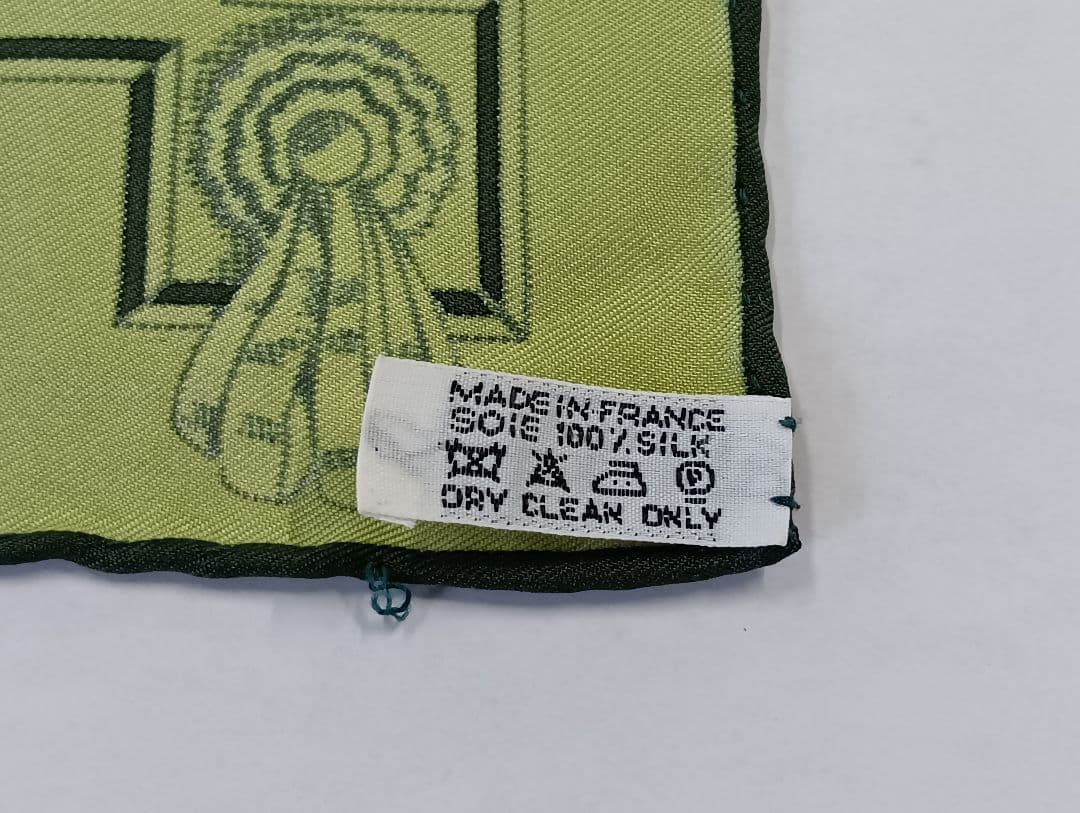 MADE IN FRANCE
SOIE 100% SILK
P
DRY CLEAN ONLY